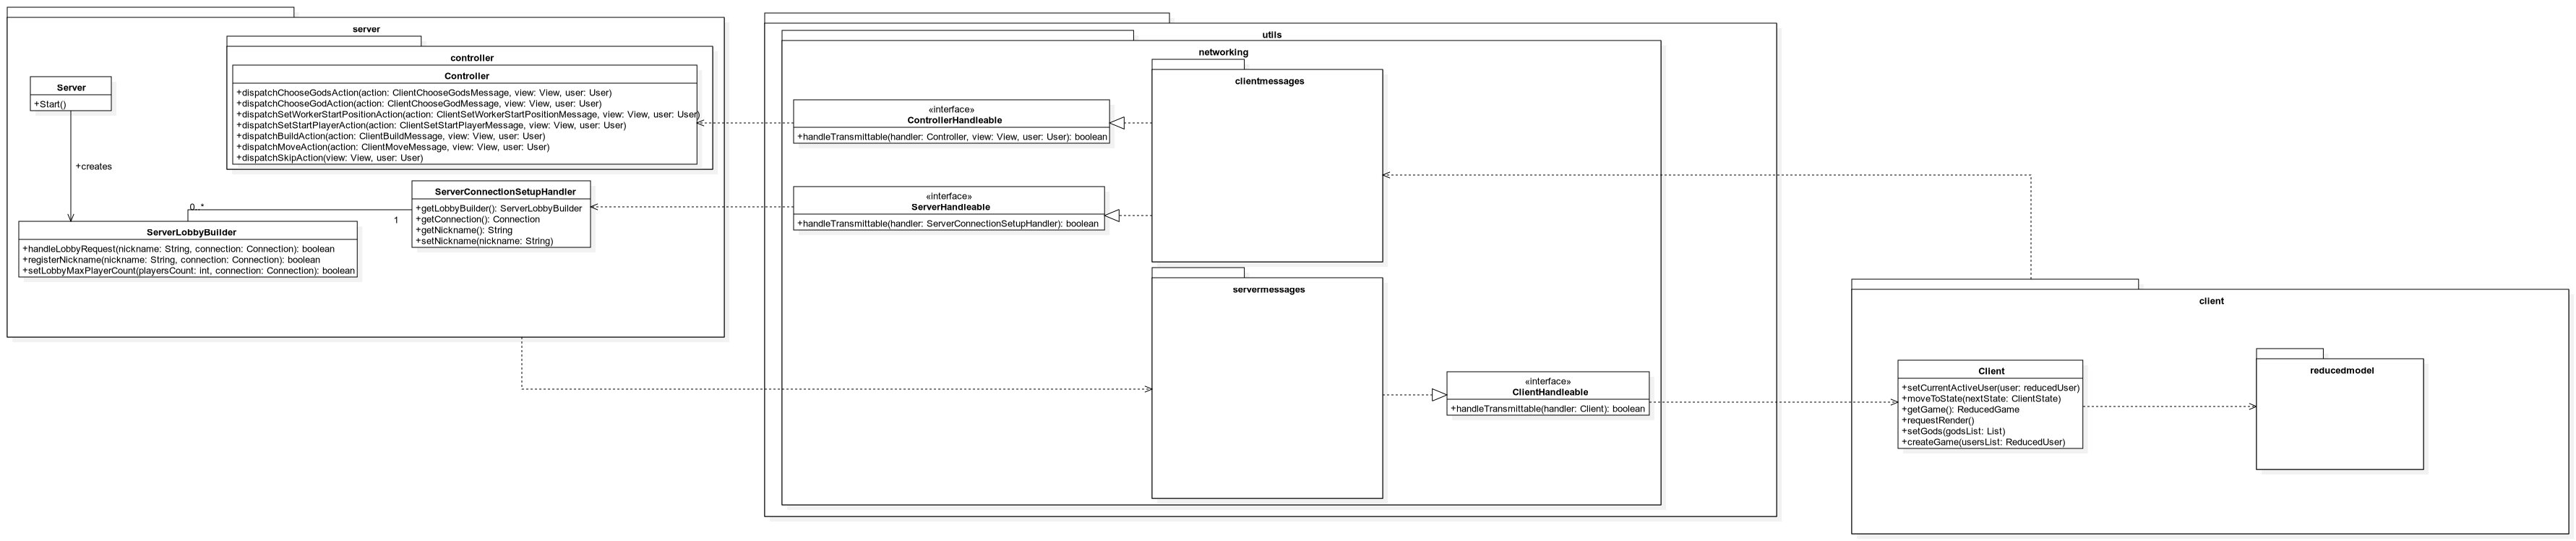 server
Server
+Start()
+creates
controller
Controller
+dispatchChooseGodsAction(action: ClientChooseGodsMessage, view: View, user: User)
+dispatchChooseGodAction(action: ClientChooseGodMessage, view: View, user: User)
+dispatchSetWorkerStartPositionAction(action: ClientSetWorkerStartPositionMessage, view: View, user: User)
+dispatchSetStartPlayerAction(action: ClientSetStartPlayerMessage, view: View, user: User)
+dispatchBuildAction(action: ClientBuildMessage, view: View, user: User)
+dispatchMoveAction(action: ClientMoveMessage, view: View, user: User)
+dispatchSkipAction(view: View, user: User)
ServerConnectionSetupHandler
+getLobbyBuilder(): ServerLobbyBuilder
+getConnection(): Connection
+getNickname(): String
+setNickname(nickname: String)
0..*
1
ServerLobbyBuilder
+handleLobbyRequest(nickname: String, connection: Connection): boolean
+registerNickname(nickname: String, connection: Connection): boolean
+setLobbyMaxPlayerCount(playersCount: int, connection: Connection): boolean
utils
networking
clientmessages
«interface»
ControllerHandleable
+handleTransmittable(handler: Controller, view: View, user: User): boolean
«interface»
ServerHandleable
+handleTransmittable(handler: ServerConnectionSetupHandler): boolean
servermessages
«interface»
ClientHandleable
+handleTransmittable(handler: Client): boolean
client
Client
+setCurrentActiveUser(user: reducedUser)
+moveToState(nextState: ClientState)
+getGame(): ReducedGame
+requestRender()
+setGods(godsList: List)
+createGame(usersList: ReducedUser)
reducedmodel